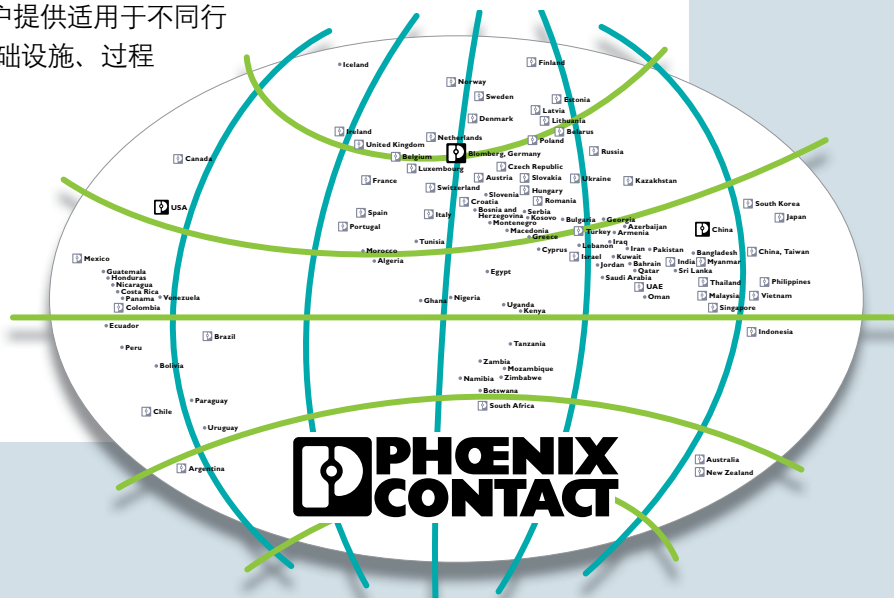 户提供适用于不同行
础设施、过程
Iceland
Finland
Norway
Sweden
Estonia
Latvia
Denmark
Lithuania
Ireland
Belarus
Netherlands
Poland
United Kingdom
Belgium
Blomberg, Germany
Russia
Canada
Luxembourg
Czech Republic
France
Austria
Slovakia
Ukraine
Kazakhstan
Switzerland
Hungary
Slovenia
Croatia
Romania
USA
South Korea
Spain
Italy
Bosnia and
Herzegovina
Serbia
Kosovo
Bulgaria
Georgia
Japan
Portugal
Montenegro
Azerbaijan
Macedonia
Turkey
Armenia
China
Tunisia
Greece
Iraq
Morocco
Cyprus
Lebanon
Iran
Pakistan
Bangladesh
China, Taiwan
Mexico
Algeria
Israel
Kuwait
India
Myanmar
Jordan
Bahrain
Guatemala
Egypt
Qatar
Sri Lanka
Honduras
Saudi Arabia
Nicaragua
UAE
Thailand
Philippines
Costa Rica
Panama
Venezuela
Ghana
Nigeria
Oman
Malaysia
Vietnam
Colombia
Uganda
Kenya
Singapore
Ecuador
Indonesia
Brazil
Peru
Tanzania
Bolivia
Zambia
Mozambique
Namibia
Zimbabwe
Botswana
Paraguay
South Africa
Chile
Uruguay
Argentina
Australia
New Zealand
PHŒNIX
CONTACT